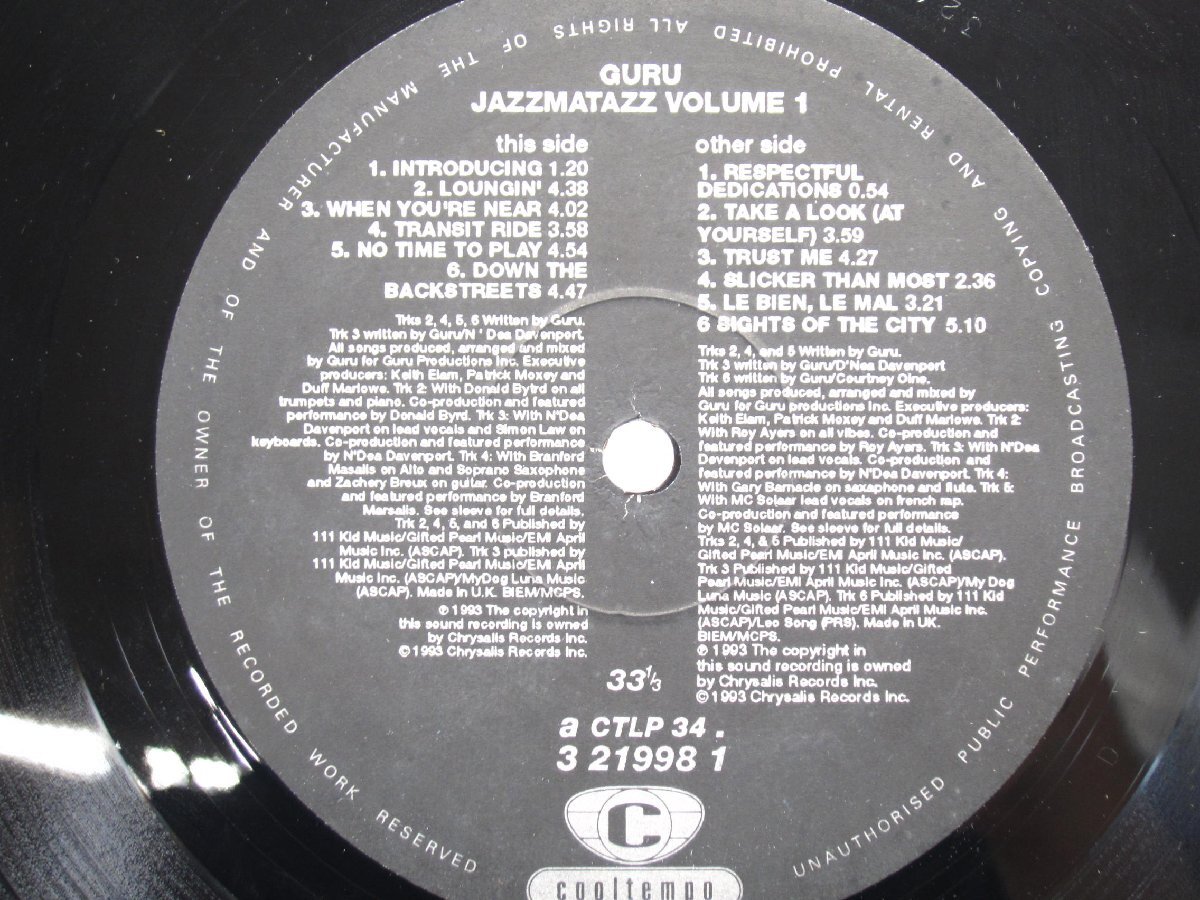 GURU
JAZZMATAZZ VOLUME 1
this side
1. INTRODUCING 1.20
2. LOUNGIN' 4.38
3. WHEN YOU'RE NEAR 4.02
4. TRANSIT RIDE 3.58
5. NO TIME TO PLAY 4.54
6. DOWN THE
BACKSTREETS 4.47
Trks 2, 4, 5, 6 Written by Guru.
Trk 3 written by Guru/N ' Dea Davenport.
All songs produced, arranged and mixed
by Guru for Guru Productions Inc. Executive
producers: Keith Elam, Patrick Moxey and
Duff Marlowe. Trk 2: With Donald Bytrd on all
trumpets and piano. Co-production and featured
performance by Donald Byrd. Trk 3: With N"Dea
Davenport on lead vocals and Simon Law on
keyboards. Co-production and featured performance
by N"Dea Davenport. Trk 4: With Branford
Masalis on Alto and Soprano Saxophone
and Zachery Breux on guitar. Co-production
and featured performance by Branford
Marsalis. See sleeve for full details.
Trk 2, 4, 5, and 6 Published by
111 Kid Music/Gifted Pearl Music/EMI April
Music Inc. (ASCAP). Trk 3 published by
111 Kid Music/Gifted Pearl Music/EMI April
Music Inc. (ASCAP)/MyDog Luna Music
(ASCAP). Made in U.K. BIEM/MCPS.
℗ 1993 The copyright in
this sound recording is owned
by Chrysalis Records Inc.
© 1993 Chrysalis Records Inc.
other side
1. RESPECTFUL
DEDICATIONS 0.54
2. TAKE A LOOK (AT
YOURSELF) 3.59
3. TRUST ME 4.27
4. SLICKER THAN MOST 2.36
5. LE BIEN, LE MAL 3.21
6 SIGHTS OF THE CITY 5.10
Trks 2, 4, and 5 Written by Guru.
Trk 3 written by Guru/D'Nea Davenport
Trk 6 written by Guru/Courtney Oine.
All songs produced, arranged and mixed by
Guru for Guru productions Inc. Executive producers:
Keith Elam, Patrick Moxey and Duff Marlowe. Trk 2:
With Roy Ayers on all vibes. Co-production and
featured performance by Roy Ayers. Trk 3: With N"Dea
Davenport on lead vocals. Co-production and
featured performance by N"Dea Davenport. Trk 4:
With Gary Barnacle on saxophone and flute. Trk 5:
With MC Solaar lead vocals on french rap.
Co-production and featured performance
by MC Solaar. See sleeve for full details.
Trks 2, 4, & 5 Published by 111 Kid Music/
Gifted Pearl Music/EMI April Music Inc. (ASCAP).
Trk 3 Published by 111 Kid Music/Gifted
Pearl Music/EMI April Music Inc. (ASCAP)/My Dog
Luna Music (ASCAP). Trk 6 Published by 111 Kid
Music/Gifted Pearl Music/EMI April Music Inc.
(ASCAP)/Leo Song (PRS). Made in UK.
BIEM/MCPS.
℗ 1993 The copyright in
this sound recording is owned
by Chrysalis Records Inc.
© 1993 Chrysalis Records Inc.
33⅓
a CTLP 34 .
3 21998 1
C
cooltempo
ALL RIGHTS OF THE MANUFACTURER AND OF THE OWNER OF THE RECORDED WORK RESERVED
UNAUTHORISED PUBLIC PERFORMANCE BROADCASTING COPYING AND RENTAL PROHIBITED